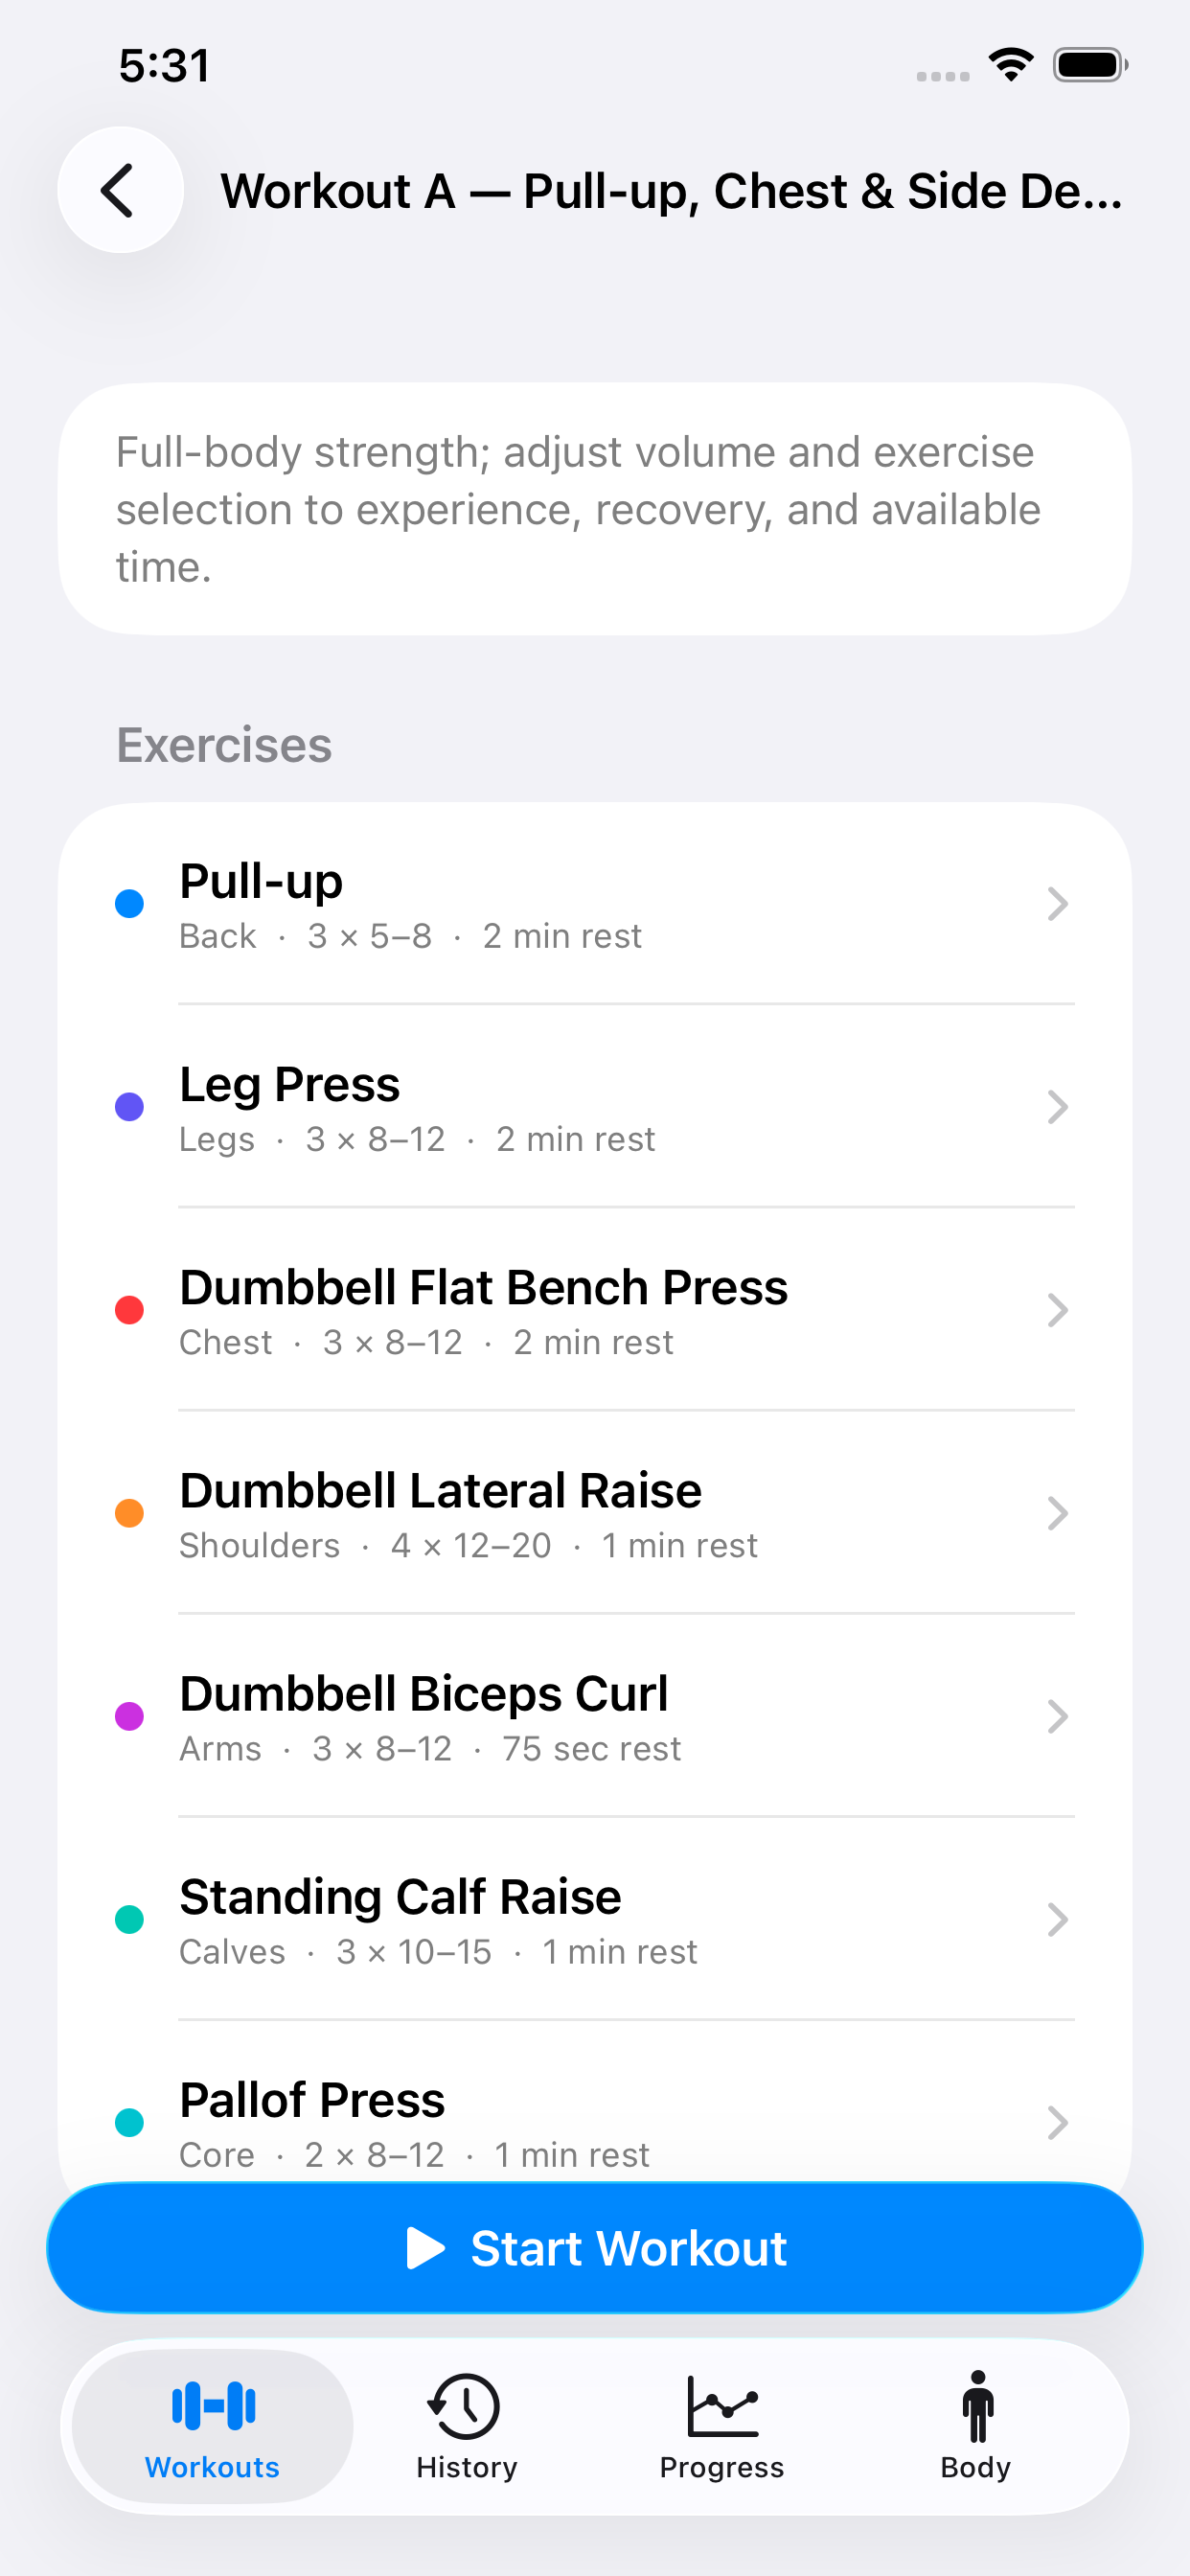 5:31
Workout A — Pull-up, Chest & Side De...
Full-body strength; adjust volume and exercise
selection to experience, recovery, and available
time.
Exercises
Pull-up
Back · 3 × 5–8 · 2 min rest
Leg Press
Legs · 3 × 8–12 · 2 min rest
Dumbbell Flat Bench Press
Chest · 3 × 8–12 · 2 min rest
Dumbbell Lateral Raise
Shoulders · 4 × 12–20 · 1 min rest
Dumbbell Biceps Curl
Arms · 3 × 8–12 · 75 sec rest
Standing Calf Raise
Calves · 3 × 10–15 · 1 min rest
Pallof Press
Core · 2 × 8–12 · 1 min rest
Start Workout
Workouts
History
Progress
Body